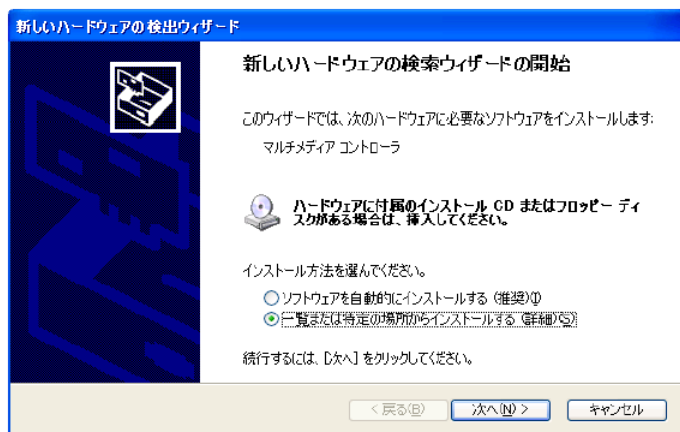 新しいハードウェアの検出ウィザード
新しいハードウェアの検索ウィザードの開始
このウィザードでは、次のハードウェアに必要なソフトウェアをインストールします:
マルチメディア コントローラ
ハードウェアに付属のインストール CD またはフロッピー ディ
スクがある場合は、挿入してください。
インストール方法を選んでください。
ソフトウェアを自動的にインストールする (推奨)(I)
一覧または特定の場所からインストールする (詳細)(S)
続行するには、[次へ] をクリックしてください。
< 戻る(B)
次へ(N) >
キャンセル